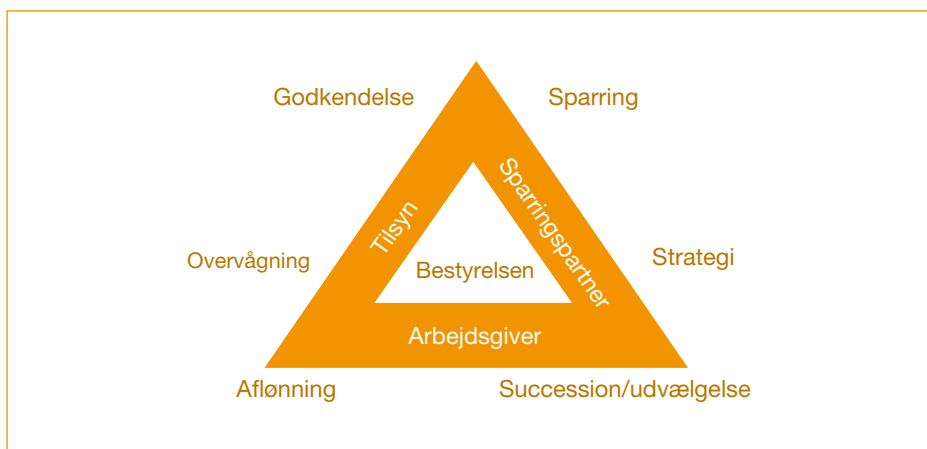 Godkendelse
Sparring
Tilsyn
Sparringspartner
Overvågning
Bestyrelsen
Strategi
Arbejdsgiver
Aflønning
Succession/udvælgelse